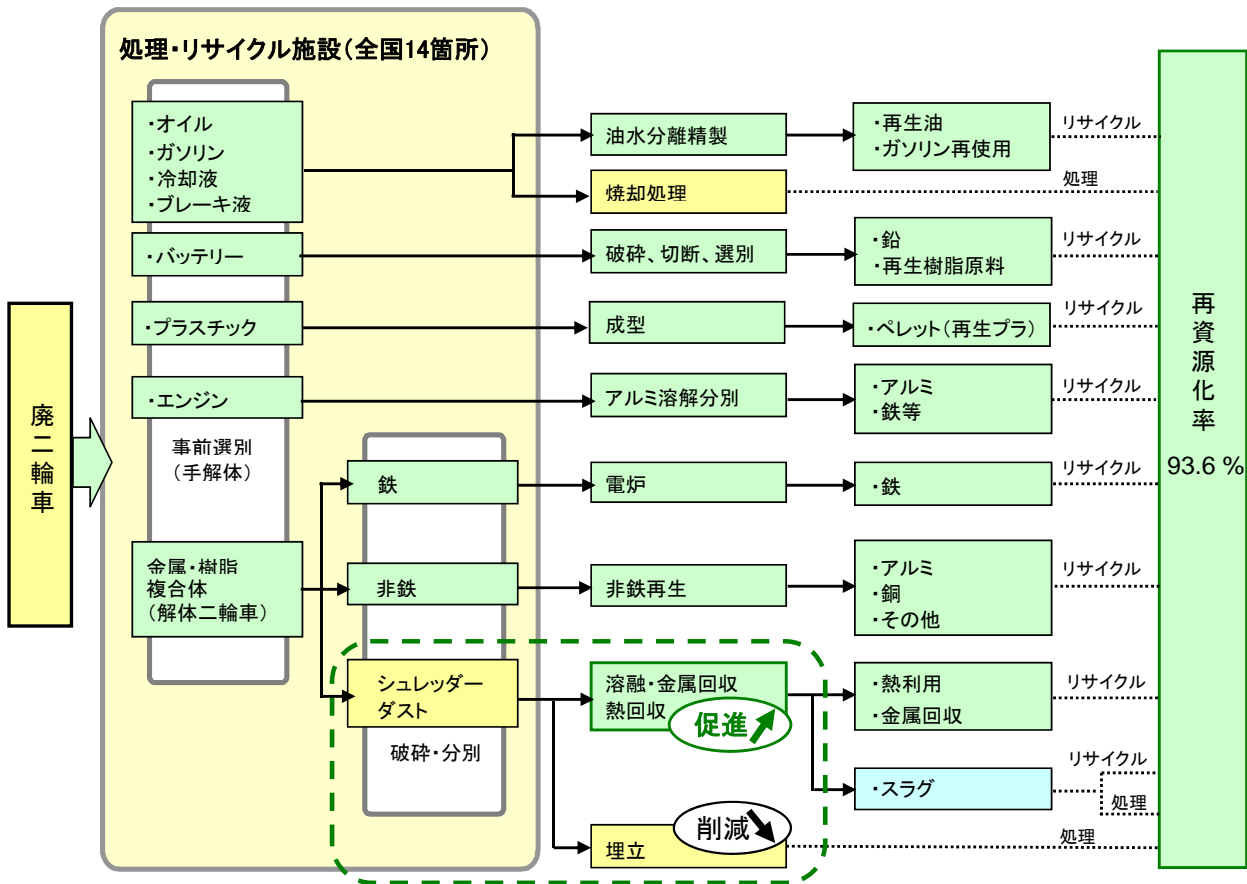 処理・リサイクル施設(全国14箇所)
・オイル
・ガソリン
・冷却液
・ブレーキ液
油水分離精製
・再生油
・ガソリン再使用
リサイクル
焼却処理
処理
・バッテリー
破砕、切断、選別
・鉛
・再生樹脂原料
リサイクル
・プラスチック
成型
・ペレット(再生プラ)
リサイクル
・エンジン
アルミ溶解分別
・アルミ
・鉄等
リサイクル
廃二輪車
事前選別
(手解体)
鉄
電炉
・鉄
リサイクル
金属・樹脂
複合体
(解体二輪車)
非鉄
非鉄再生
・アルミ
・銅
・その他
リサイクル
シュレッダー
ダスト
溶融・金属回収
熱回収
促進
・熱利用
・金属回収
リサイクル
破砕・分別
・スラグ
リサイクル
処理
削減
埋立
処理
再資源化率
93.6 %